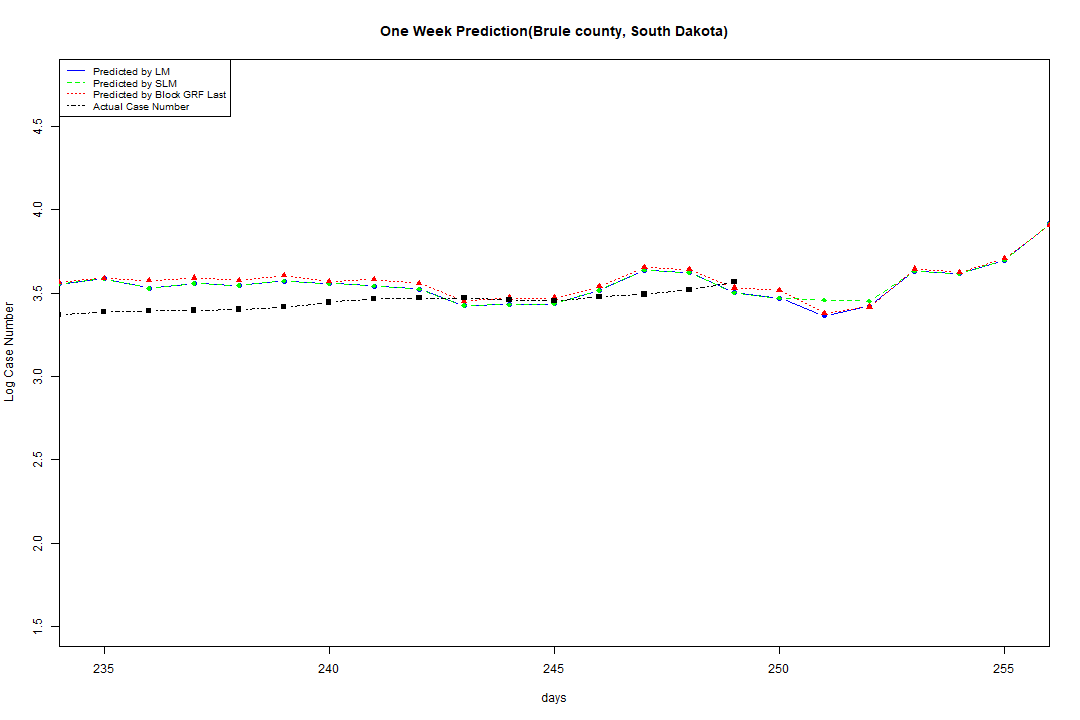 One Week Prediction(Brule county, South Dakota)
Predicted by LM
Predicted by SLM
Predicted by Block GRF Last
Actual Case Number
4.5
4.0
3.5
3.0
2.5
2.0
1.5
Log Case Number
235 240 245 250 255
days